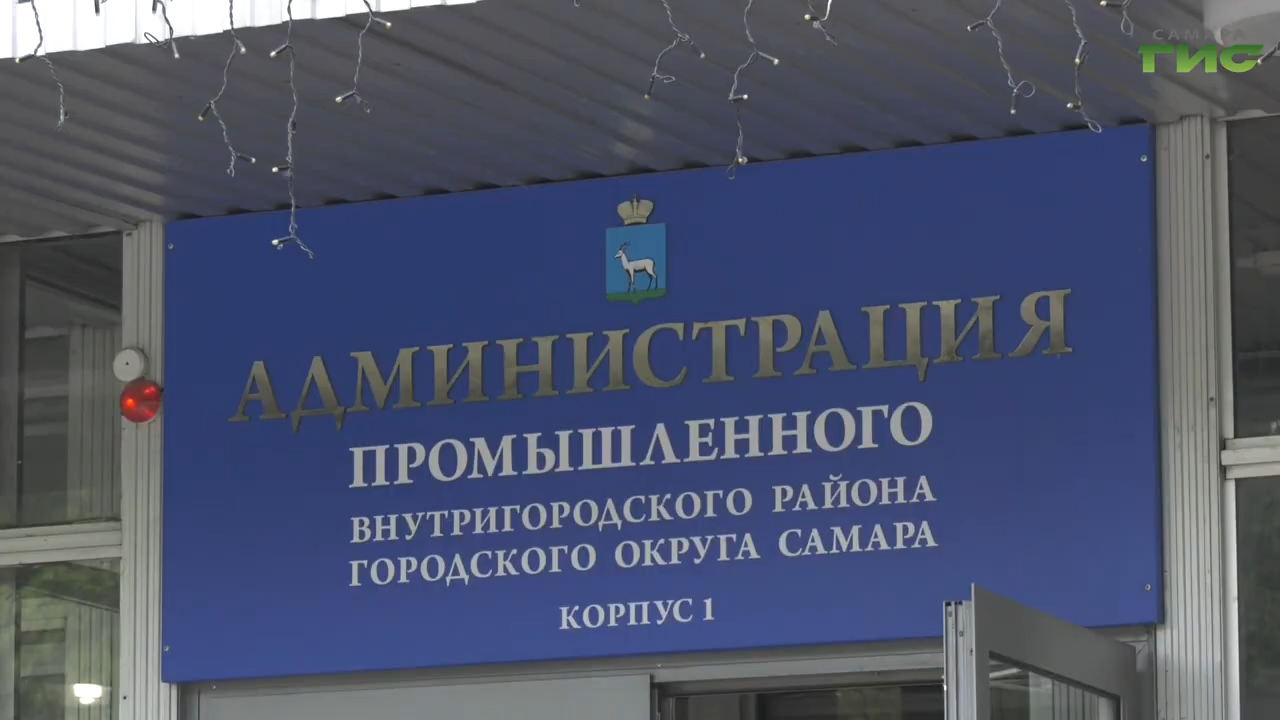 САМАРА
ГИС
АДМИНИСТРАЦИЯ
ПРОМЫШЛЕННОГО
ВНУТРИГОРОДСКОГО РАЙОНА
ГОРОДСКОГО ОКРУГА САМАРА
КОРПУС 1